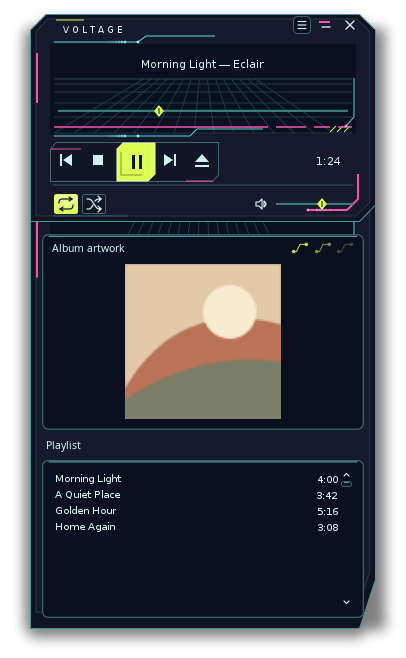 VOLTAGE
Morning Light — Eclair
1:24
Album artwork
Playlist
Morning Light 4:00
A Quiet Place 3:42
Golden Hour 5:16
Home Again 3:08